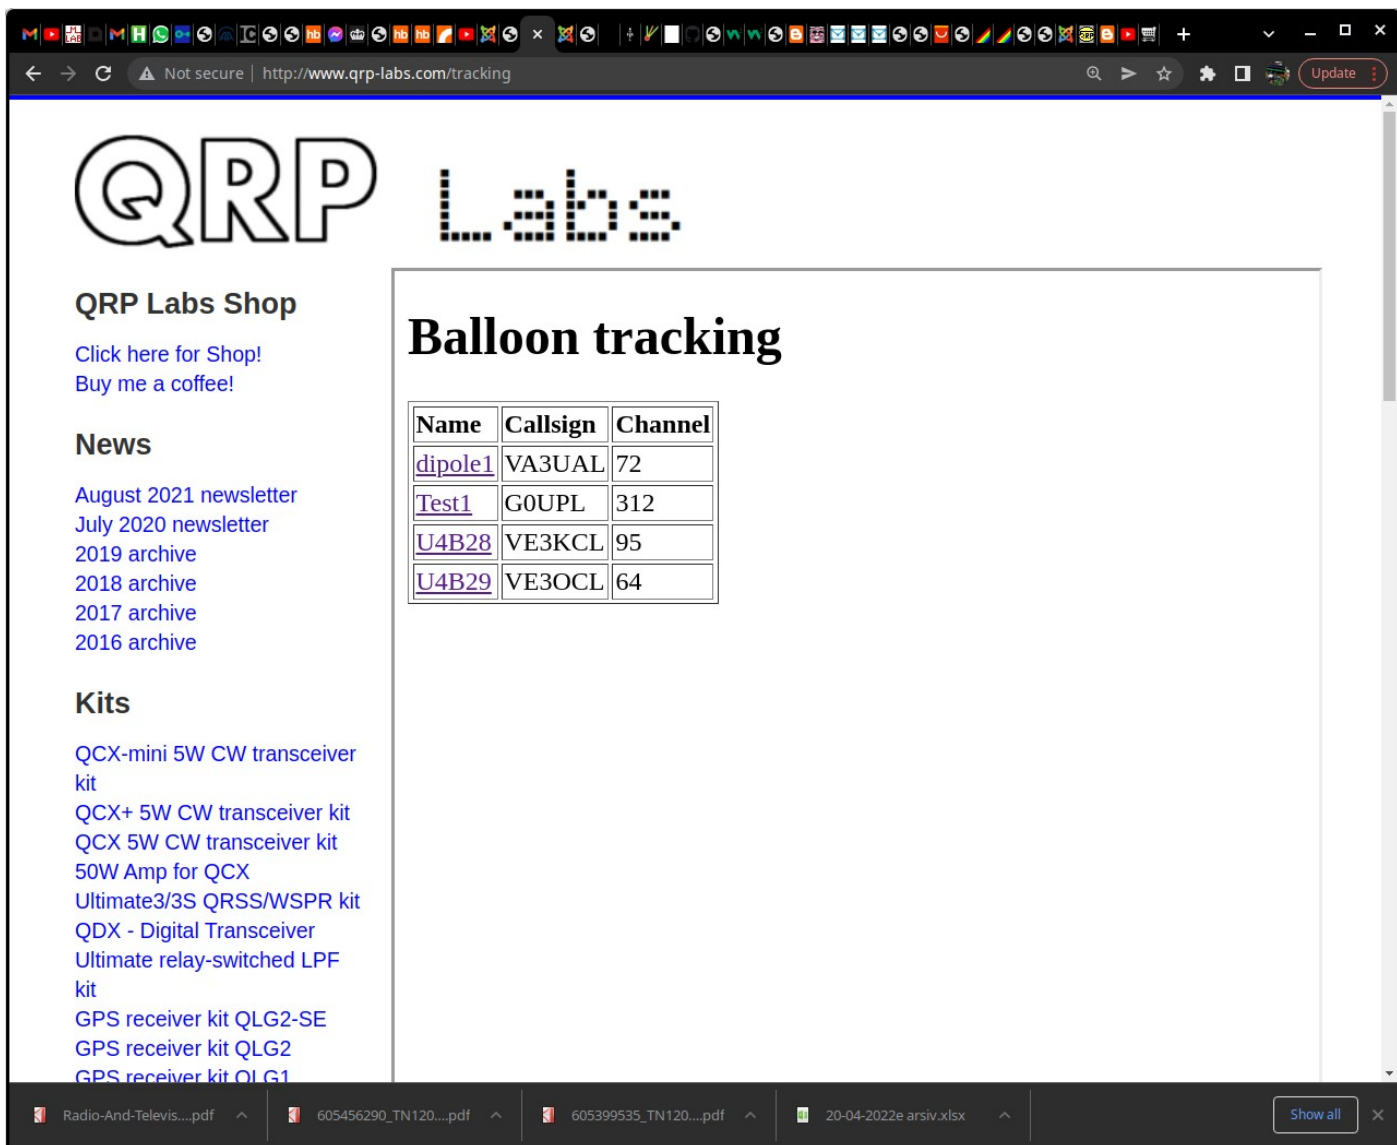 Not secure | http://www.qrp-labs.com/tracking
Update
QRP Labs
QRP Labs Shop
Click here for Shop!
Buy me a coffee!
News
August 2021 newsletter
July 2020 newsletter
2019 archive
2018 archive
2017 archive
2016 archive
Kits
QCX-mini 5W CW transceiver
kit
QCX+ 5W CW transceiver kit
QCX 5W CW transceiver kit
50W Amp for QCX
Ultimate3/3S QRSS/WSPR kit
QDX - Digital Transceiver
Ultimate relay-switched LPF
kit
GPS receiver kit QLG2-SE
GPS receiver kit QLG2
GPS receiver kit QLG1
Balloon tracking
Name Callsign Channel
dipole1 VA3UAL 72
Test1 G0UPL 312
U4B28 VE3KCL 95
U4B29 VE3OCL 64
Radio-And-Televis....pdf
605456290_TN120....pdf
605399535_TN120....pdf
20-04-2022e arsiv.xlsx
Show all